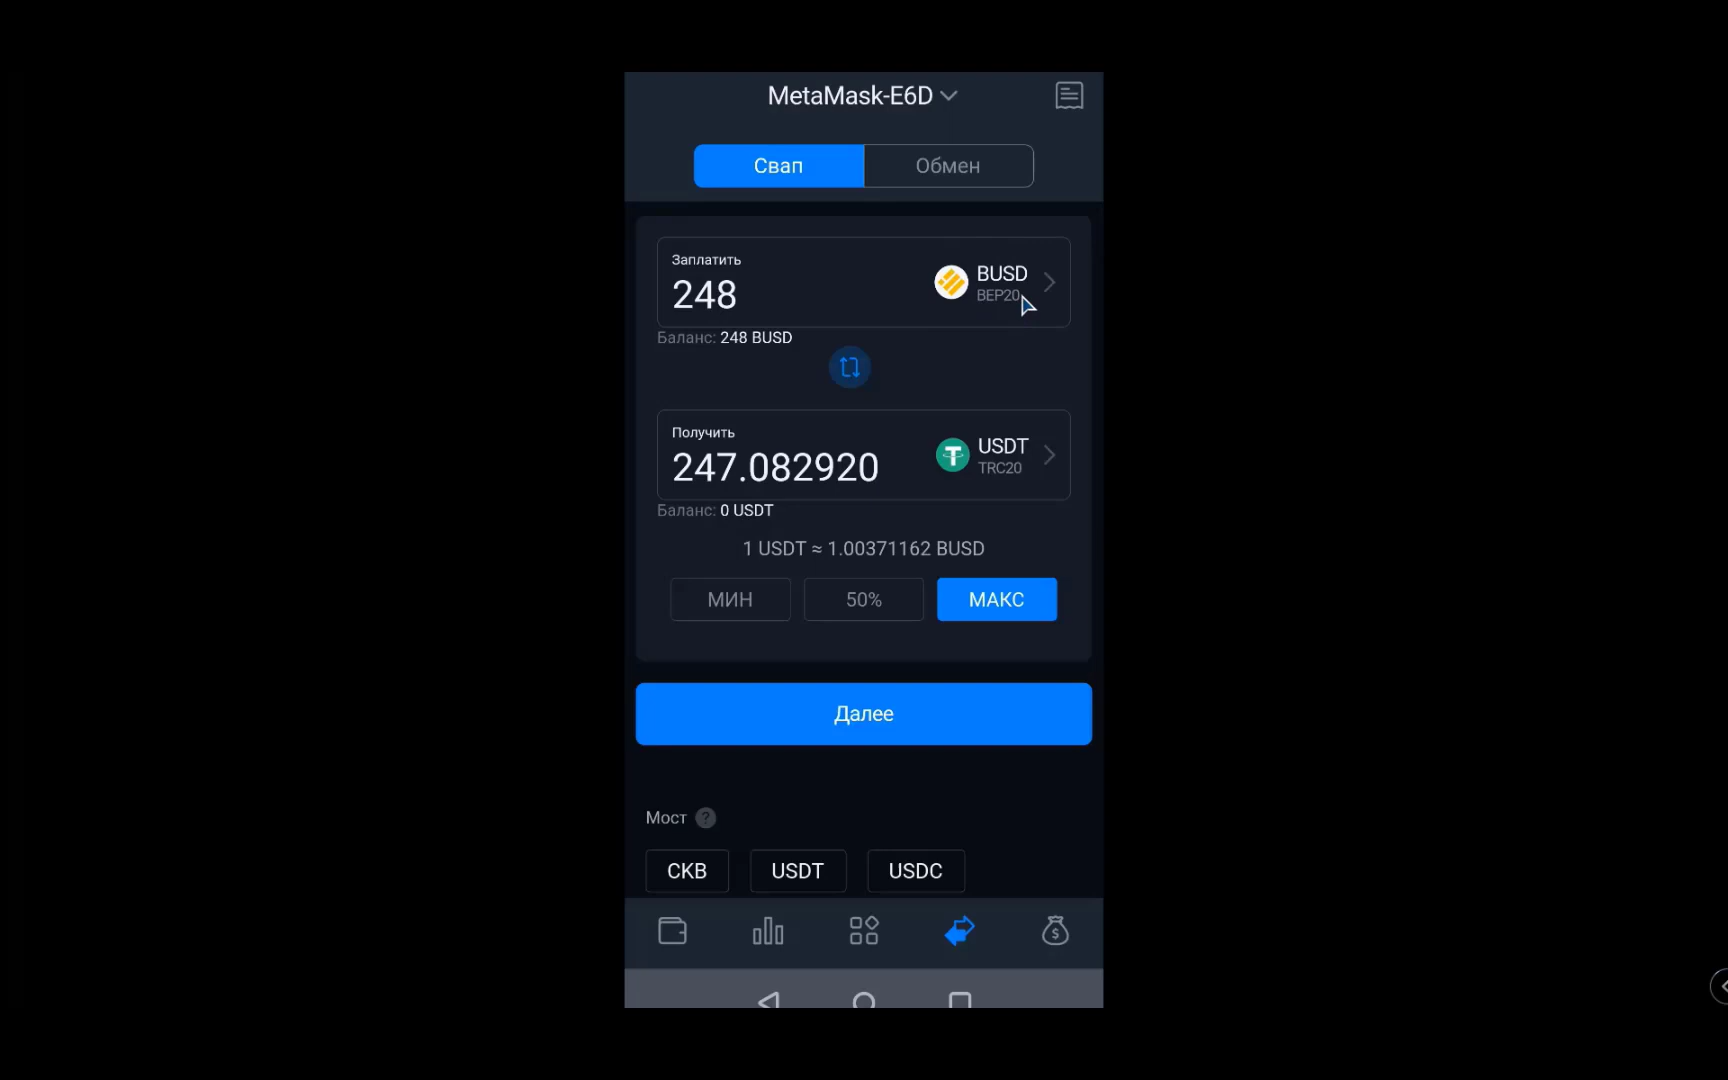 MetaMask-E6D
Свап
Обмен
Заплатить
248
BUSD
BEP20
Баланс: 248 BUSD
Получить
247.082920
USDT
TRC20
Баланс: 0 USDT
1 USDT ≈ 1.00371162 BUSD
МИН
50%
МАКС
Далее
Мост ?
CKB
USDT
USDC